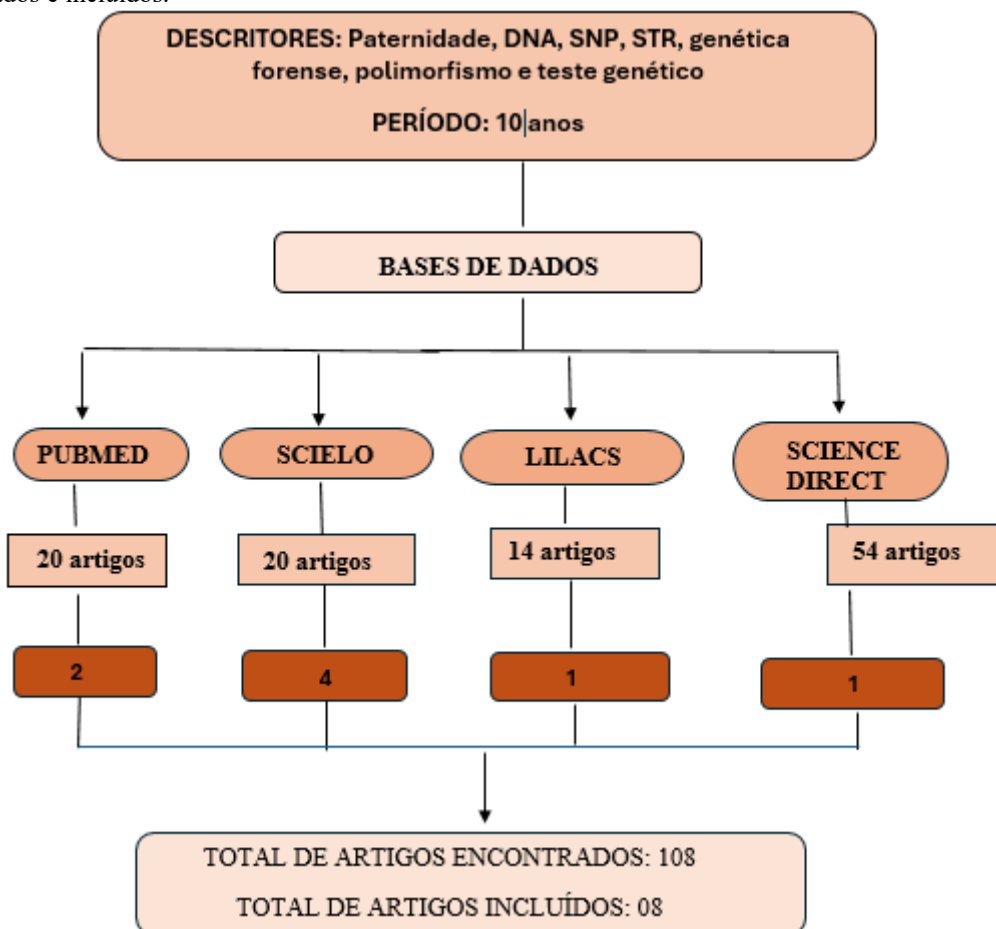 DESCRITORES: Paternidade, DNA, SNP, STR, genética
forense, polimorfismo e teste genético
PERÍODO: 10 anos
BASES DE DADOS
PUBMED
SCIELO
LILACS
SCIENCE
DIRECT
20 artigos
20 artigos
14 artigos
54 artigos
2
4
1
1
TOTAL DE ARTIGOS ENCONTRADOS: 108
TOTAL DE ARTIGOS INCLUÍDOS: 08